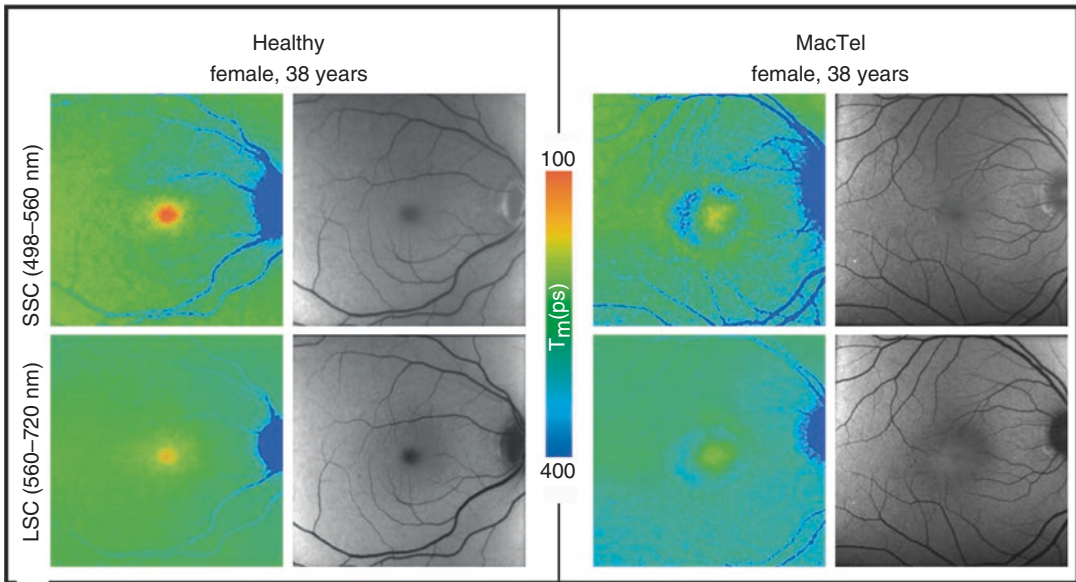 Healthy
female, 38 years
MacTel
female, 38 years
SSC (498–560 nm)
LSC (560–720 nm)
100
Tm(ps)
400